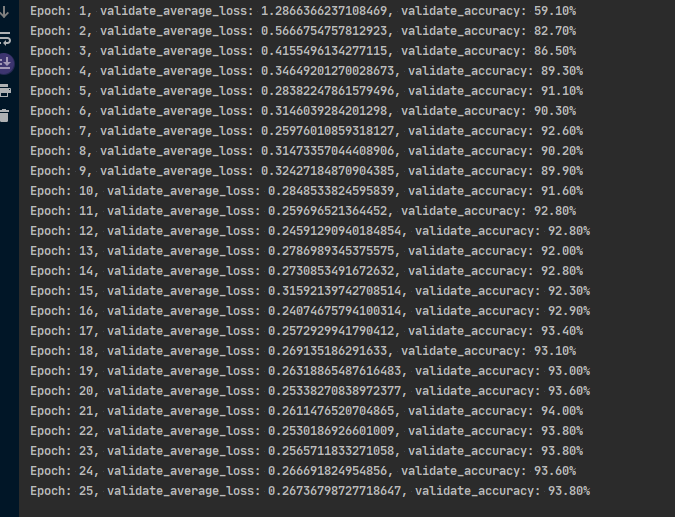 Epoch: 1, validate_average_loss: 1.2866366237108469, validate_accuracy: 59.10%
Epoch: 2, validate_average_loss: 0.5666754757812923, validate_accuracy: 82.70%
Epoch: 3, validate_average_loss: 0.4155496134277115, validate_accuracy: 86.50%
Epoch: 4, validate_average_loss: 0.34649201270028673, validate_accuracy: 89.30%
Epoch: 5, validate_average_loss: 0.28382247861579496, validate_accuracy: 91.10%
Epoch: 6, validate_average_loss: 0.3146039284201298, validate_accuracy: 90.30%
Epoch: 7, validate_average_loss: 0.25976010859318127, validate_accuracy: 92.60%
Epoch: 8, validate_average_loss: 0.31473357044408906, validate_accuracy: 90.20%
Epoch: 9, validate_average_loss: 0.32427184870904385, validate_accuracy: 89.90%
Epoch: 10, validate_average_loss: 0.2848533824595839, validate_accuracy: 91.60%
Epoch: 11, validate_average_loss: 0.259696521364452, validate_accuracy: 92.80%
Epoch: 12, validate_average_loss: 0.24591290940184854, validate_accuracy: 92.80%
Epoch: 13, validate_average_loss: 0.2786989345375575, validate_accuracy: 92.00%
Epoch: 14, validate_average_loss: 0.2730853491672632, validate_accuracy: 92.80%
Epoch: 15, validate_average_loss: 0.31592139742708514, validate_accuracy: 92.30%
Epoch: 16, validate_average_loss: 0.24074675794100314, validate_accuracy: 92.90%
Epoch: 17, validate_average_loss: 0.2572929941790412, validate_accuracy: 93.40%
Epoch: 18, validate_average_loss: 0.269135186291633, validate_accuracy: 93.10%
Epoch: 19, validate_average_loss: 0.26318865487616483, validate_accuracy: 93.00%
Epoch: 20, validate_average_loss: 0.25338270838972377, validate_accuracy: 93.60%
Epoch: 21, validate_average_loss: 0.2611476520704865, validate_accuracy: 94.00%
Epoch: 22, validate_average_loss: 0.2530186926601009, validate_accuracy: 93.80%
Epoch: 23, validate_average_loss: 0.2565711833271058, validate_accuracy: 93.80%
Epoch: 24, validate_average_loss: 0.266691824954856, validate_accuracy: 93.60%
Epoch: 25, validate_average_loss: 0.26736798727718647, validate_accuracy: 93.80%